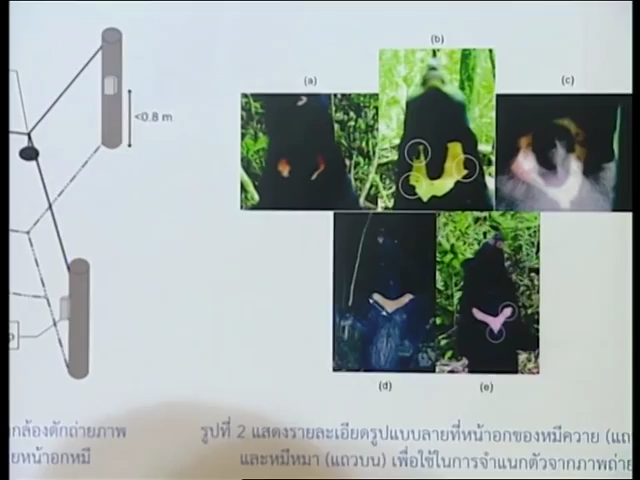 (b)
(a)
(c)
<0.8 m
(d)
(e)
กล้องดักถ่ายภาพ
ยหน้าอกหมี
รูปที่ 2 แสดงรายละเอียดรูปแบบลายที่หน้าอกของหมีควาย (แถ
และหมีหมา (แถวบน) เพื่อใช้ในการจำแนกตัวจากภาพถ่าย